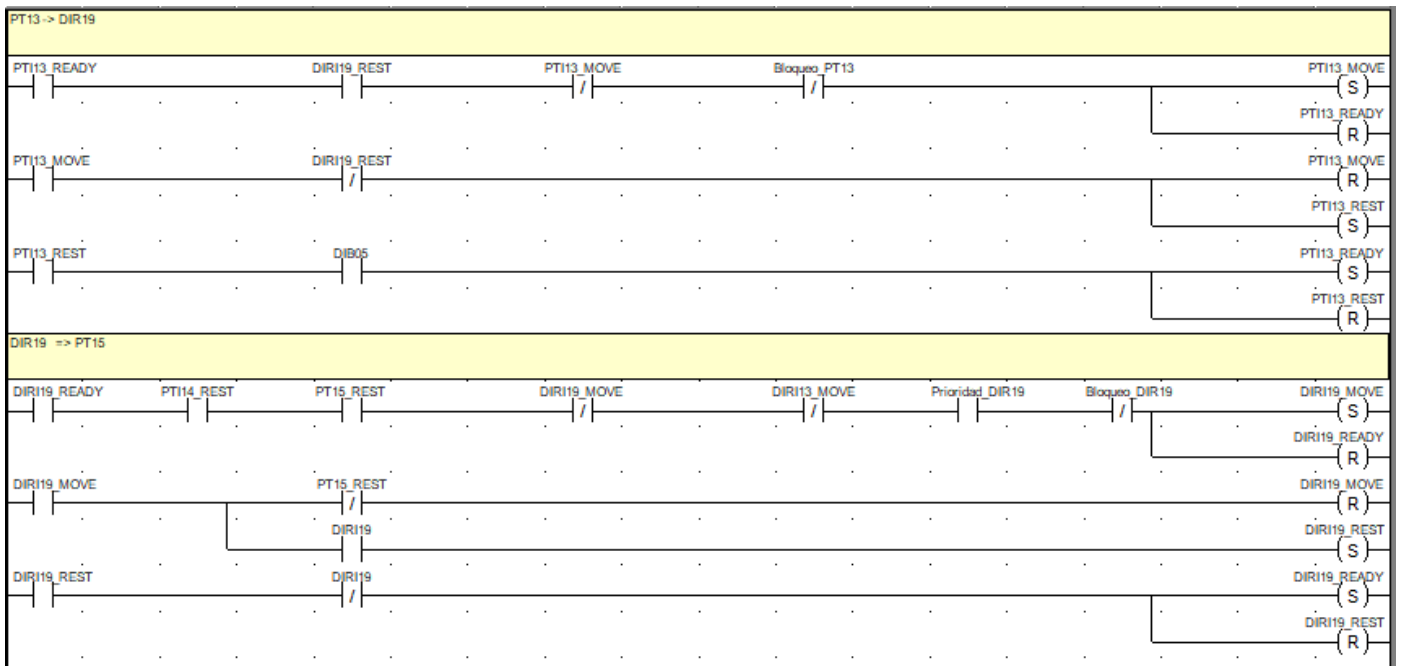 PT13 -> DIR19
PTI13_READY DIRI19_REST PTI13_MOVE Bloqueo_PT13 PTI13_MOVE
/ / S
PTI13_READY
R
PTI13_MOVE DIRI19_REST PTI13_MOVE
/ R
PTI13_REST
S
PTI13_REST DIB05 PTI13_READY
S
PTI13_REST
R
DIR19 => PT15
DIRI19_READY PTI14_REST PT15_REST DIRI19_MOVE DIRI13_MOVE Prioridad_DIR19 Bloqueo_DIR19 DIRI19_MOVE
/ / / S
DIRI19_READY
R
DIRI19_MOVE PT15_REST DIRI19_MOVE
/ R
DIRI19 DIRI19_REST
S
DIRI19_REST DIRI19 DIRI19_READY
/ S
DIRI19_REST
R